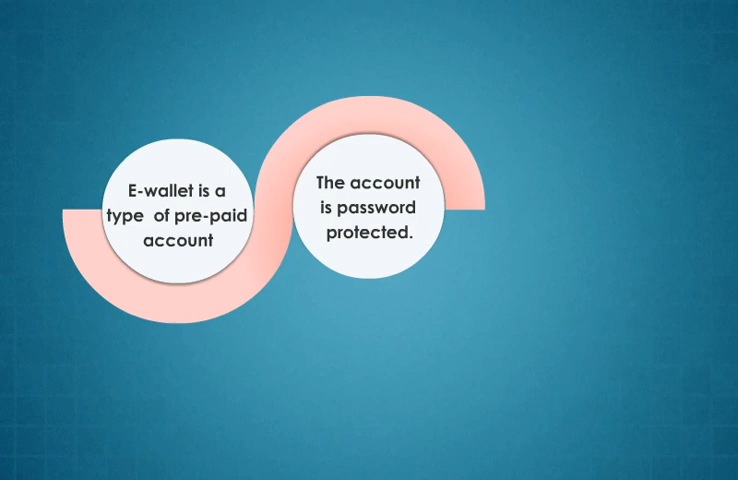 E-wallet is a
type  of pre-paid
account
The account
is password
protected.